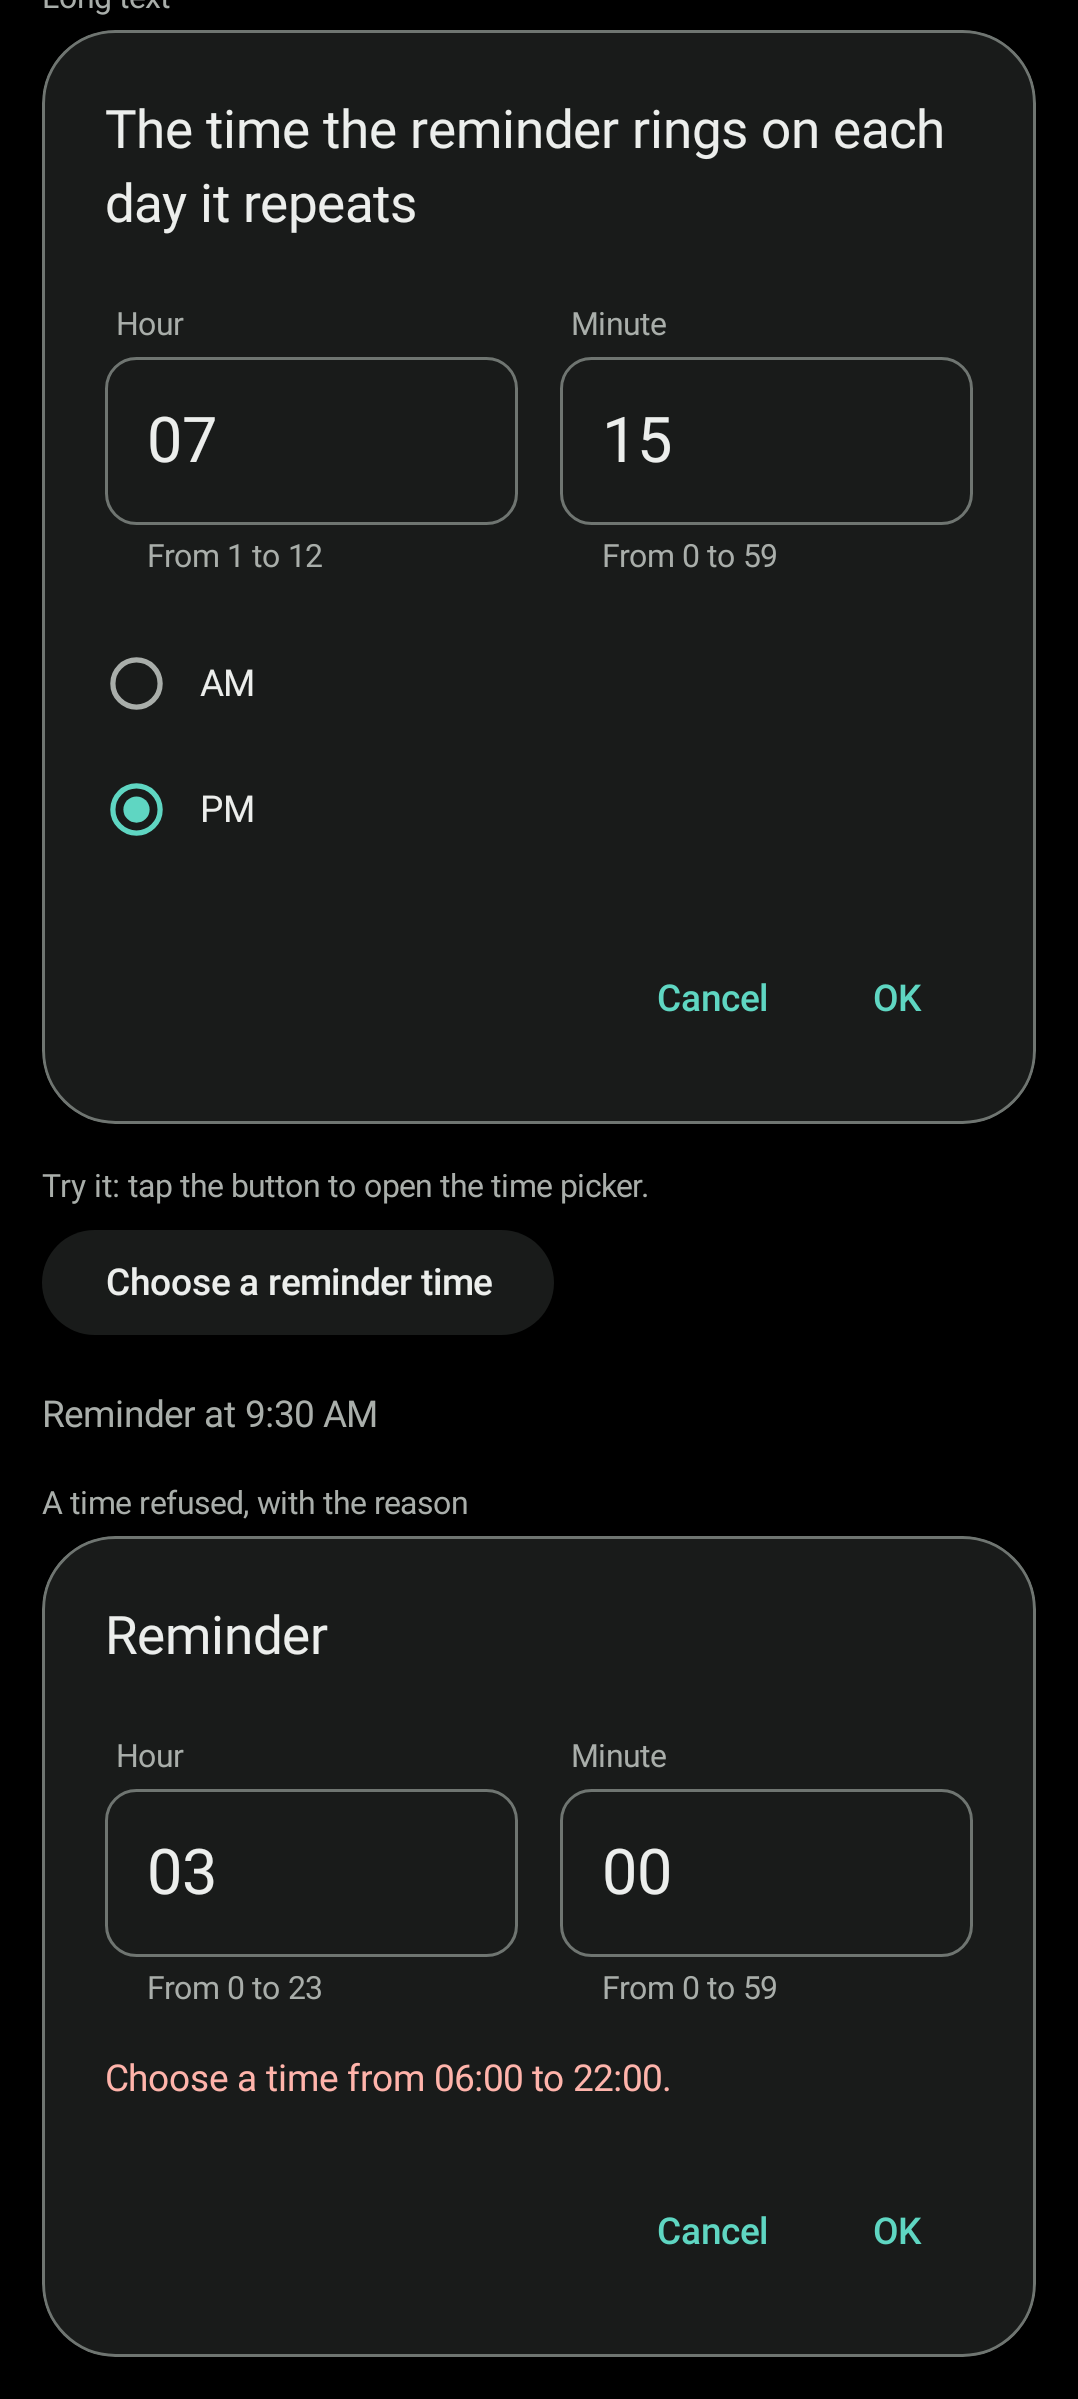 Long text
The time the reminder rings on each
day it repeats
Hour
Minute
07
15
From 1 to 12
From 0 to 59
AM
PM
Cancel
OK
Try it: tap the button to open the time picker.
Choose a reminder time
Reminder at 9:30 AM
A time refused, with the reason
Reminder
Hour
Minute
03
00
From 0 to 23
From 0 to 59
Choose a time from 06:00 to 22:00.
Cancel
OK